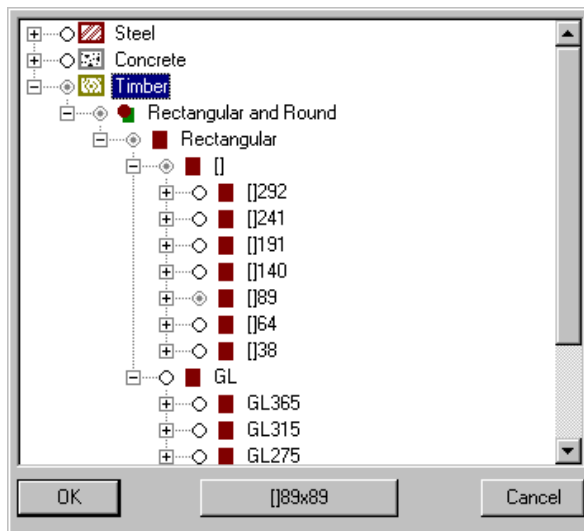 Steel
Concrete
Timber
Rectangular and Round
Rectangular
[]
[]292
[]241
[]191
[]140
[]89
[]64
[]38
GL
GL365
GL315
GL275
OK
[]89x89
Cancel